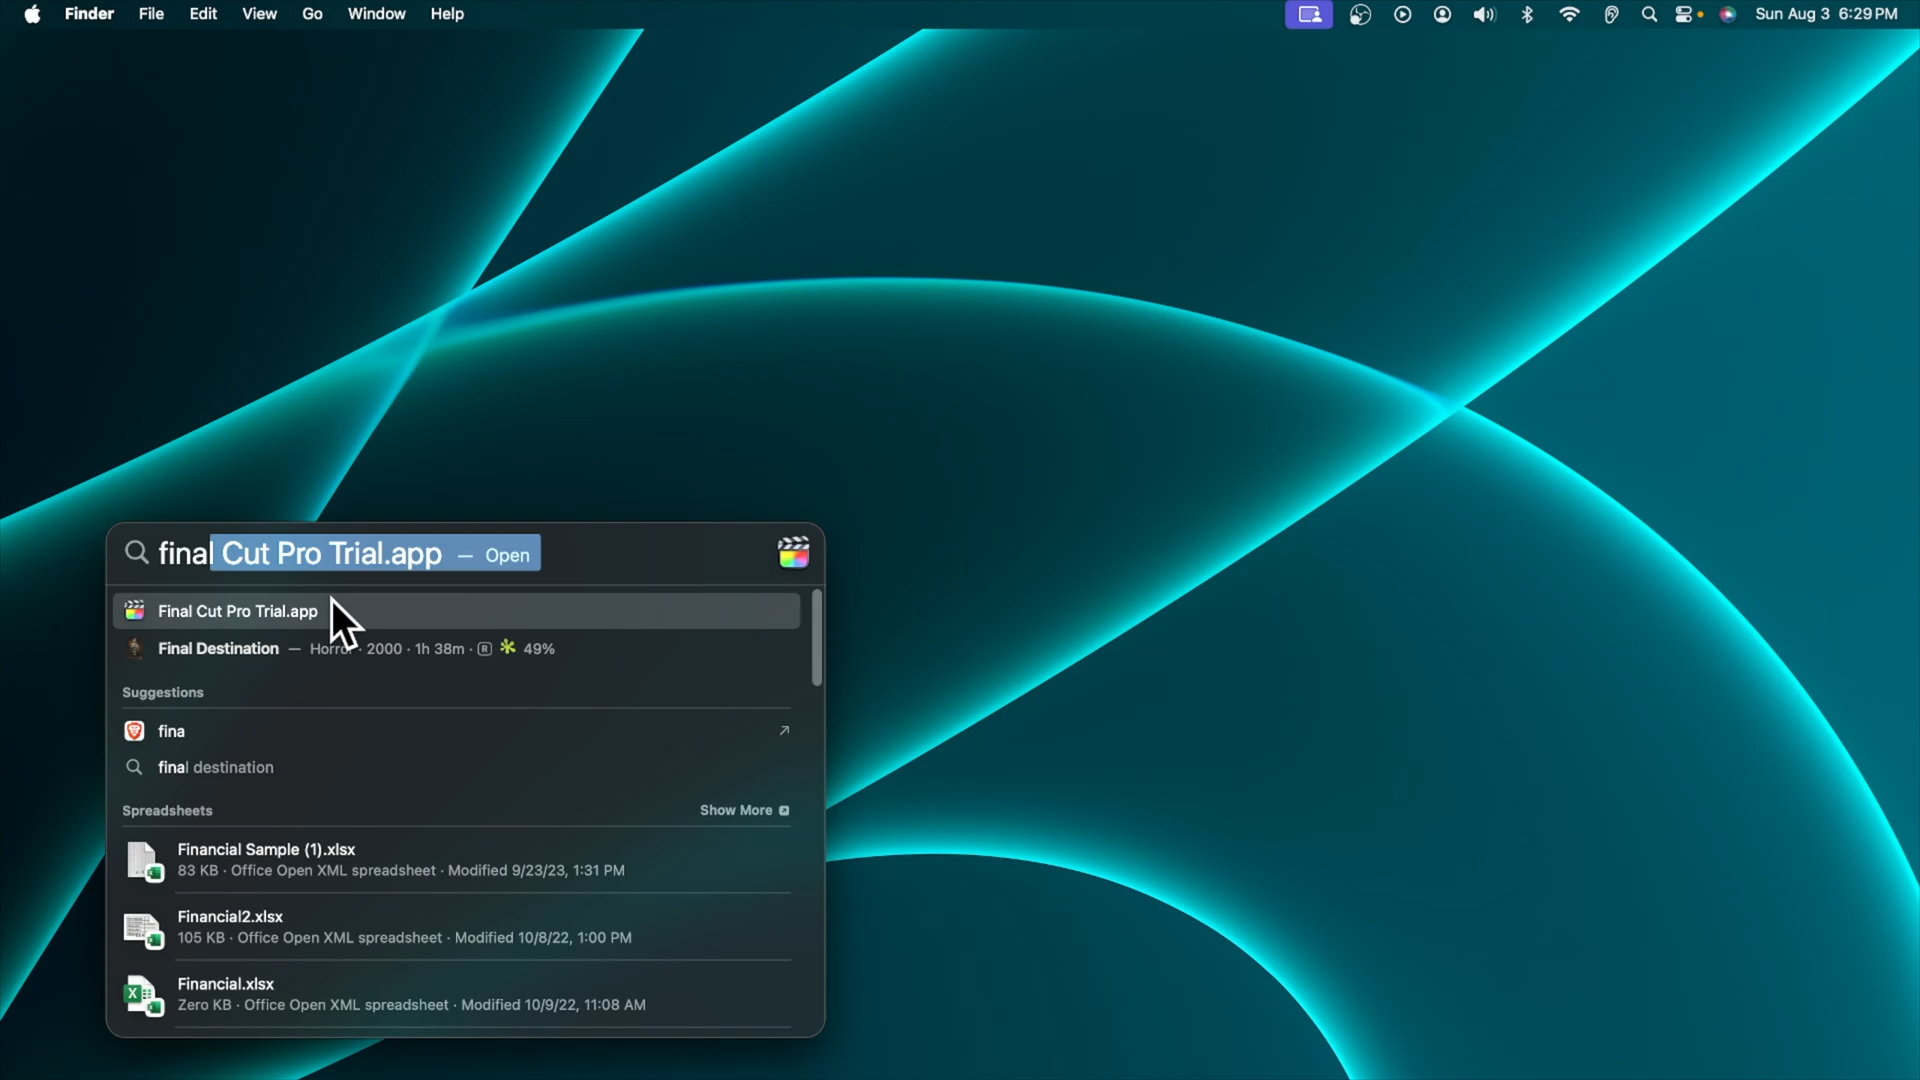 Finder File Edit View Go Window Help Sun Aug 3 6:29 PM
final Cut Pro Trial.app — Open
Final Cut Pro Trial.app
Final Destination — Horror · 2000 · 1h 38m · R 49%
Suggestions
fina
final destination
Spreadsheets Show More
Financial Sample (1).xlsx
83 KB · Office Open XML spreadsheet · Modified 9/23/23, 1:31 PM
Financial2.xlsx
105 KB · Office Open XML spreadsheet · Modified 10/8/22, 1:00 PM
Financial.xlsx
Zero KB · Office Open XML spreadsheet · Modified 10/9/22, 11:08 AM